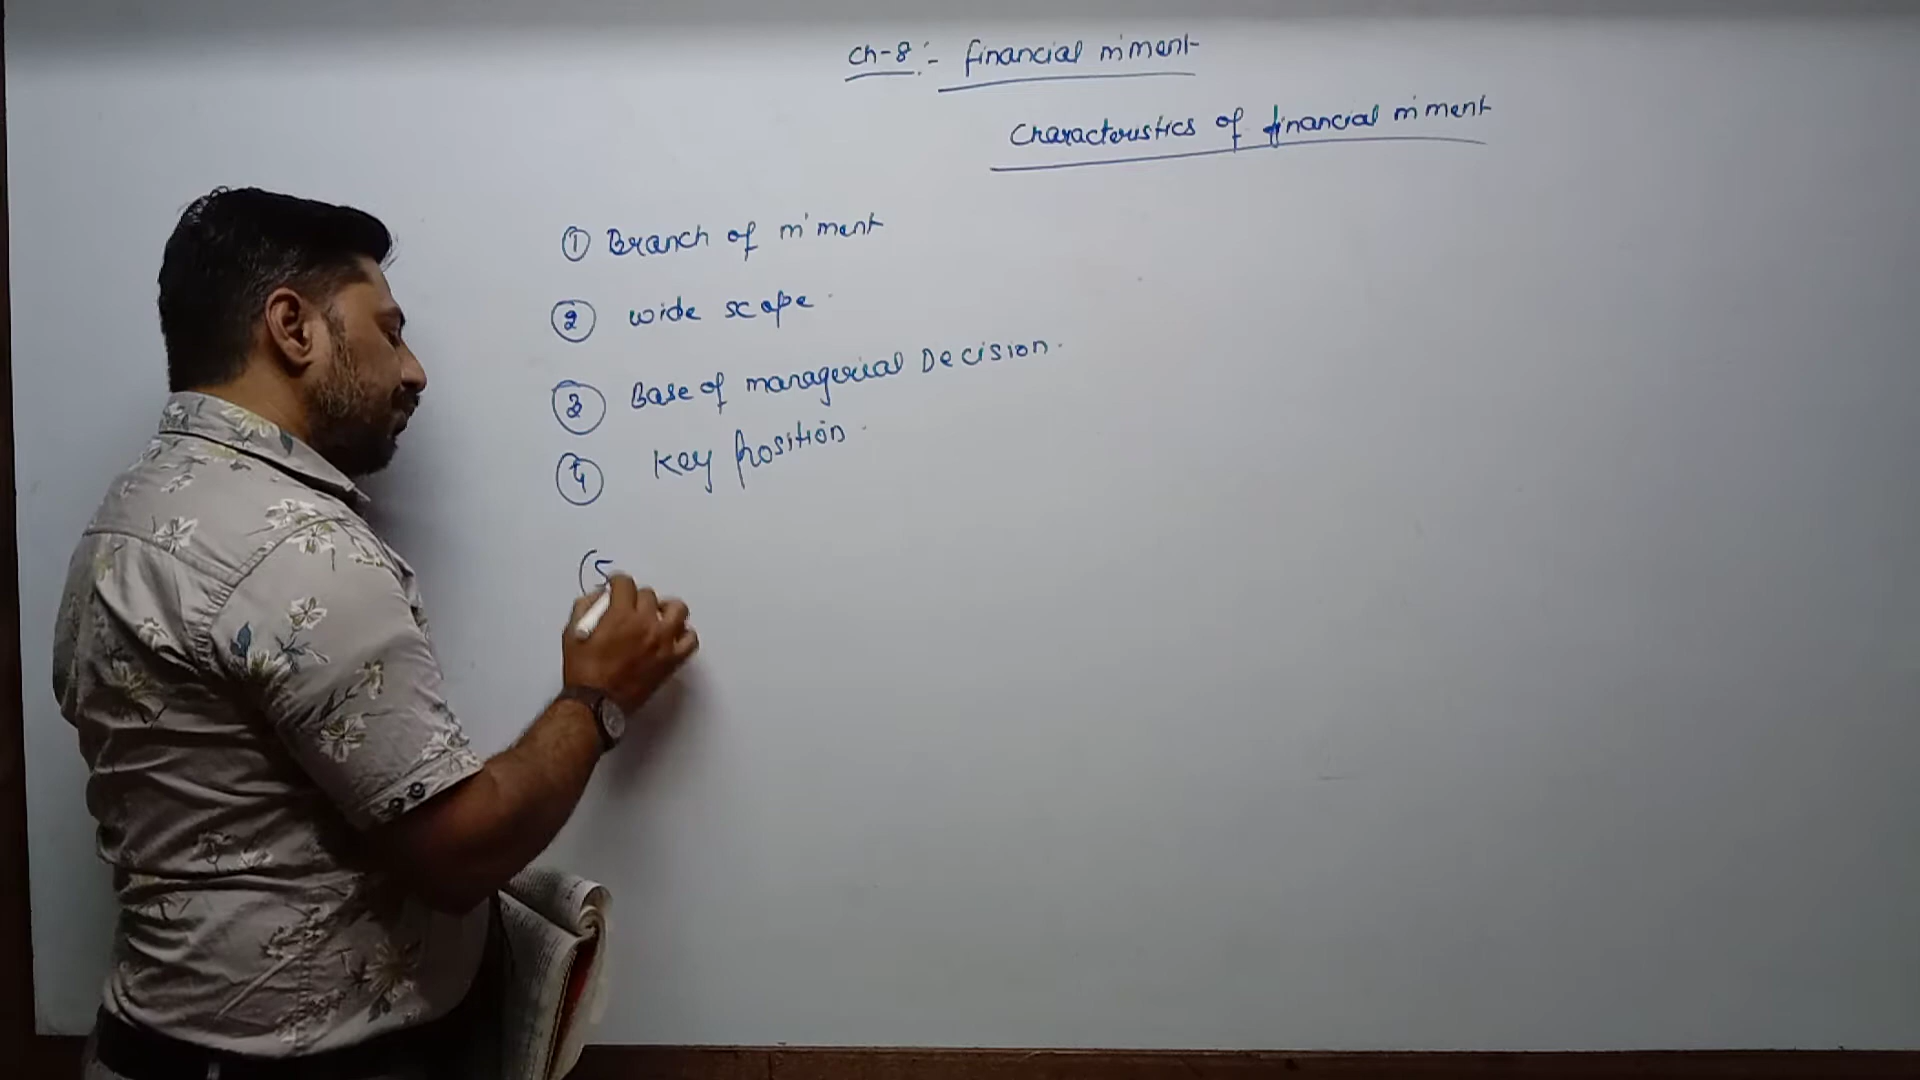 Ch-8:- financial m'ment
Characteristics of financial m'ment
① Branch of m'ment
② wide scope.
③ Base of managerial Decision.
④ Key position.
(5